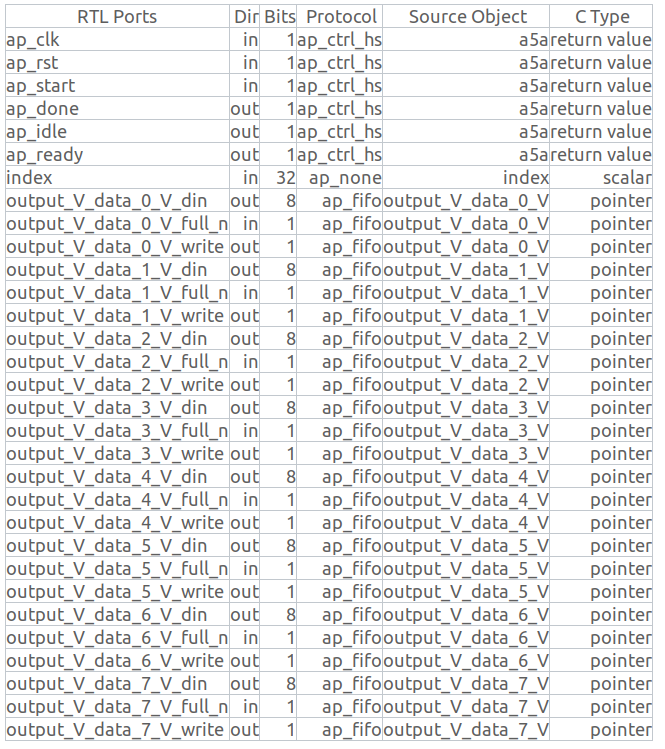 RTL Ports Dir Bits Protocol Source Object C Type
ap_clk in 1 ap_ctrl_hs a5a return value
ap_rst in 1 ap_ctrl_hs a5a return value
ap_start in 1 ap_ctrl_hs a5a return value
ap_done out 1 ap_ctrl_hs a5a return value
ap_idle out 1 ap_ctrl_hs a5a return value
ap_ready out 1 ap_ctrl_hs a5a return value
index in 32 ap_none index scalar
output_V_data_0_V_din out 8 ap_fifo output_V_data_0_V pointer
output_V_data_0_V_full_n in 1 ap_fifo output_V_data_0_V pointer
output_V_data_0_V_write out 1 ap_fifo output_V_data_0_V pointer
output_V_data_1_V_din out 8 ap_fifo output_V_data_1_V pointer
output_V_data_1_V_full_n in 1 ap_fifo output_V_data_1_V pointer
output_V_data_1_V_write out 1 ap_fifo output_V_data_1_V pointer
output_V_data_2_V_din out 8 ap_fifo output_V_data_2_V pointer
output_V_data_2_V_full_n in 1 ap_fifo output_V_data_2_V pointer
output_V_data_2_V_write out 1 ap_fifo output_V_data_2_V pointer
output_V_data_3_V_din out 8 ap_fifo output_V_data_3_V pointer
output_V_data_3_V_full_n in 1 ap_fifo output_V_data_3_V pointer
output_V_data_3_V_write out 1 ap_fifo output_V_data_3_V pointer
output_V_data_4_V_din out 8 ap_fifo output_V_data_4_V pointer
output_V_data_4_V_full_n in 1 ap_fifo output_V_data_4_V pointer
output_V_data_4_V_write out 1 ap_fifo output_V_data_4_V pointer
output_V_data_5_V_din out 8 ap_fifo output_V_data_5_V pointer
output_V_data_5_V_full_n in 1 ap_fifo output_V_data_5_V pointer
output_V_data_5_V_write out 1 ap_fifo output_V_data_5_V pointer
output_V_data_6_V_din out 8 ap_fifo output_V_data_6_V pointer
output_V_data_6_V_full_n in 1 ap_fifo output_V_data_6_V pointer
output_V_data_6_V_write out 1 ap_fifo output_V_data_6_V pointer
output_V_data_7_V_din out 8 ap_fifo output_V_data_7_V pointer
output_V_data_7_V_full_n in 1 ap_fifo output_V_data_7_V pointer
output_V_data_7_V_write out 1 ap_fifo output_V_data_7_V pointer